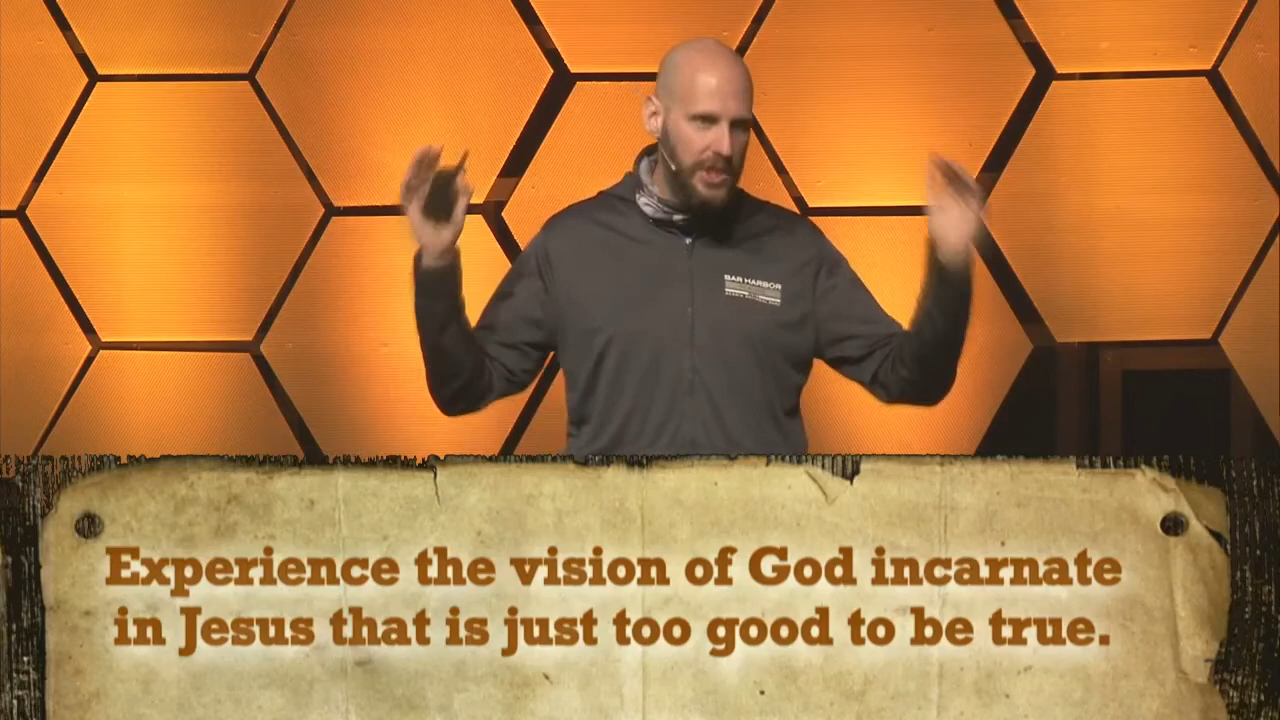 BAR HARBOR
Experience the vision of God incarnate
in Jesus that is just too good to be true.